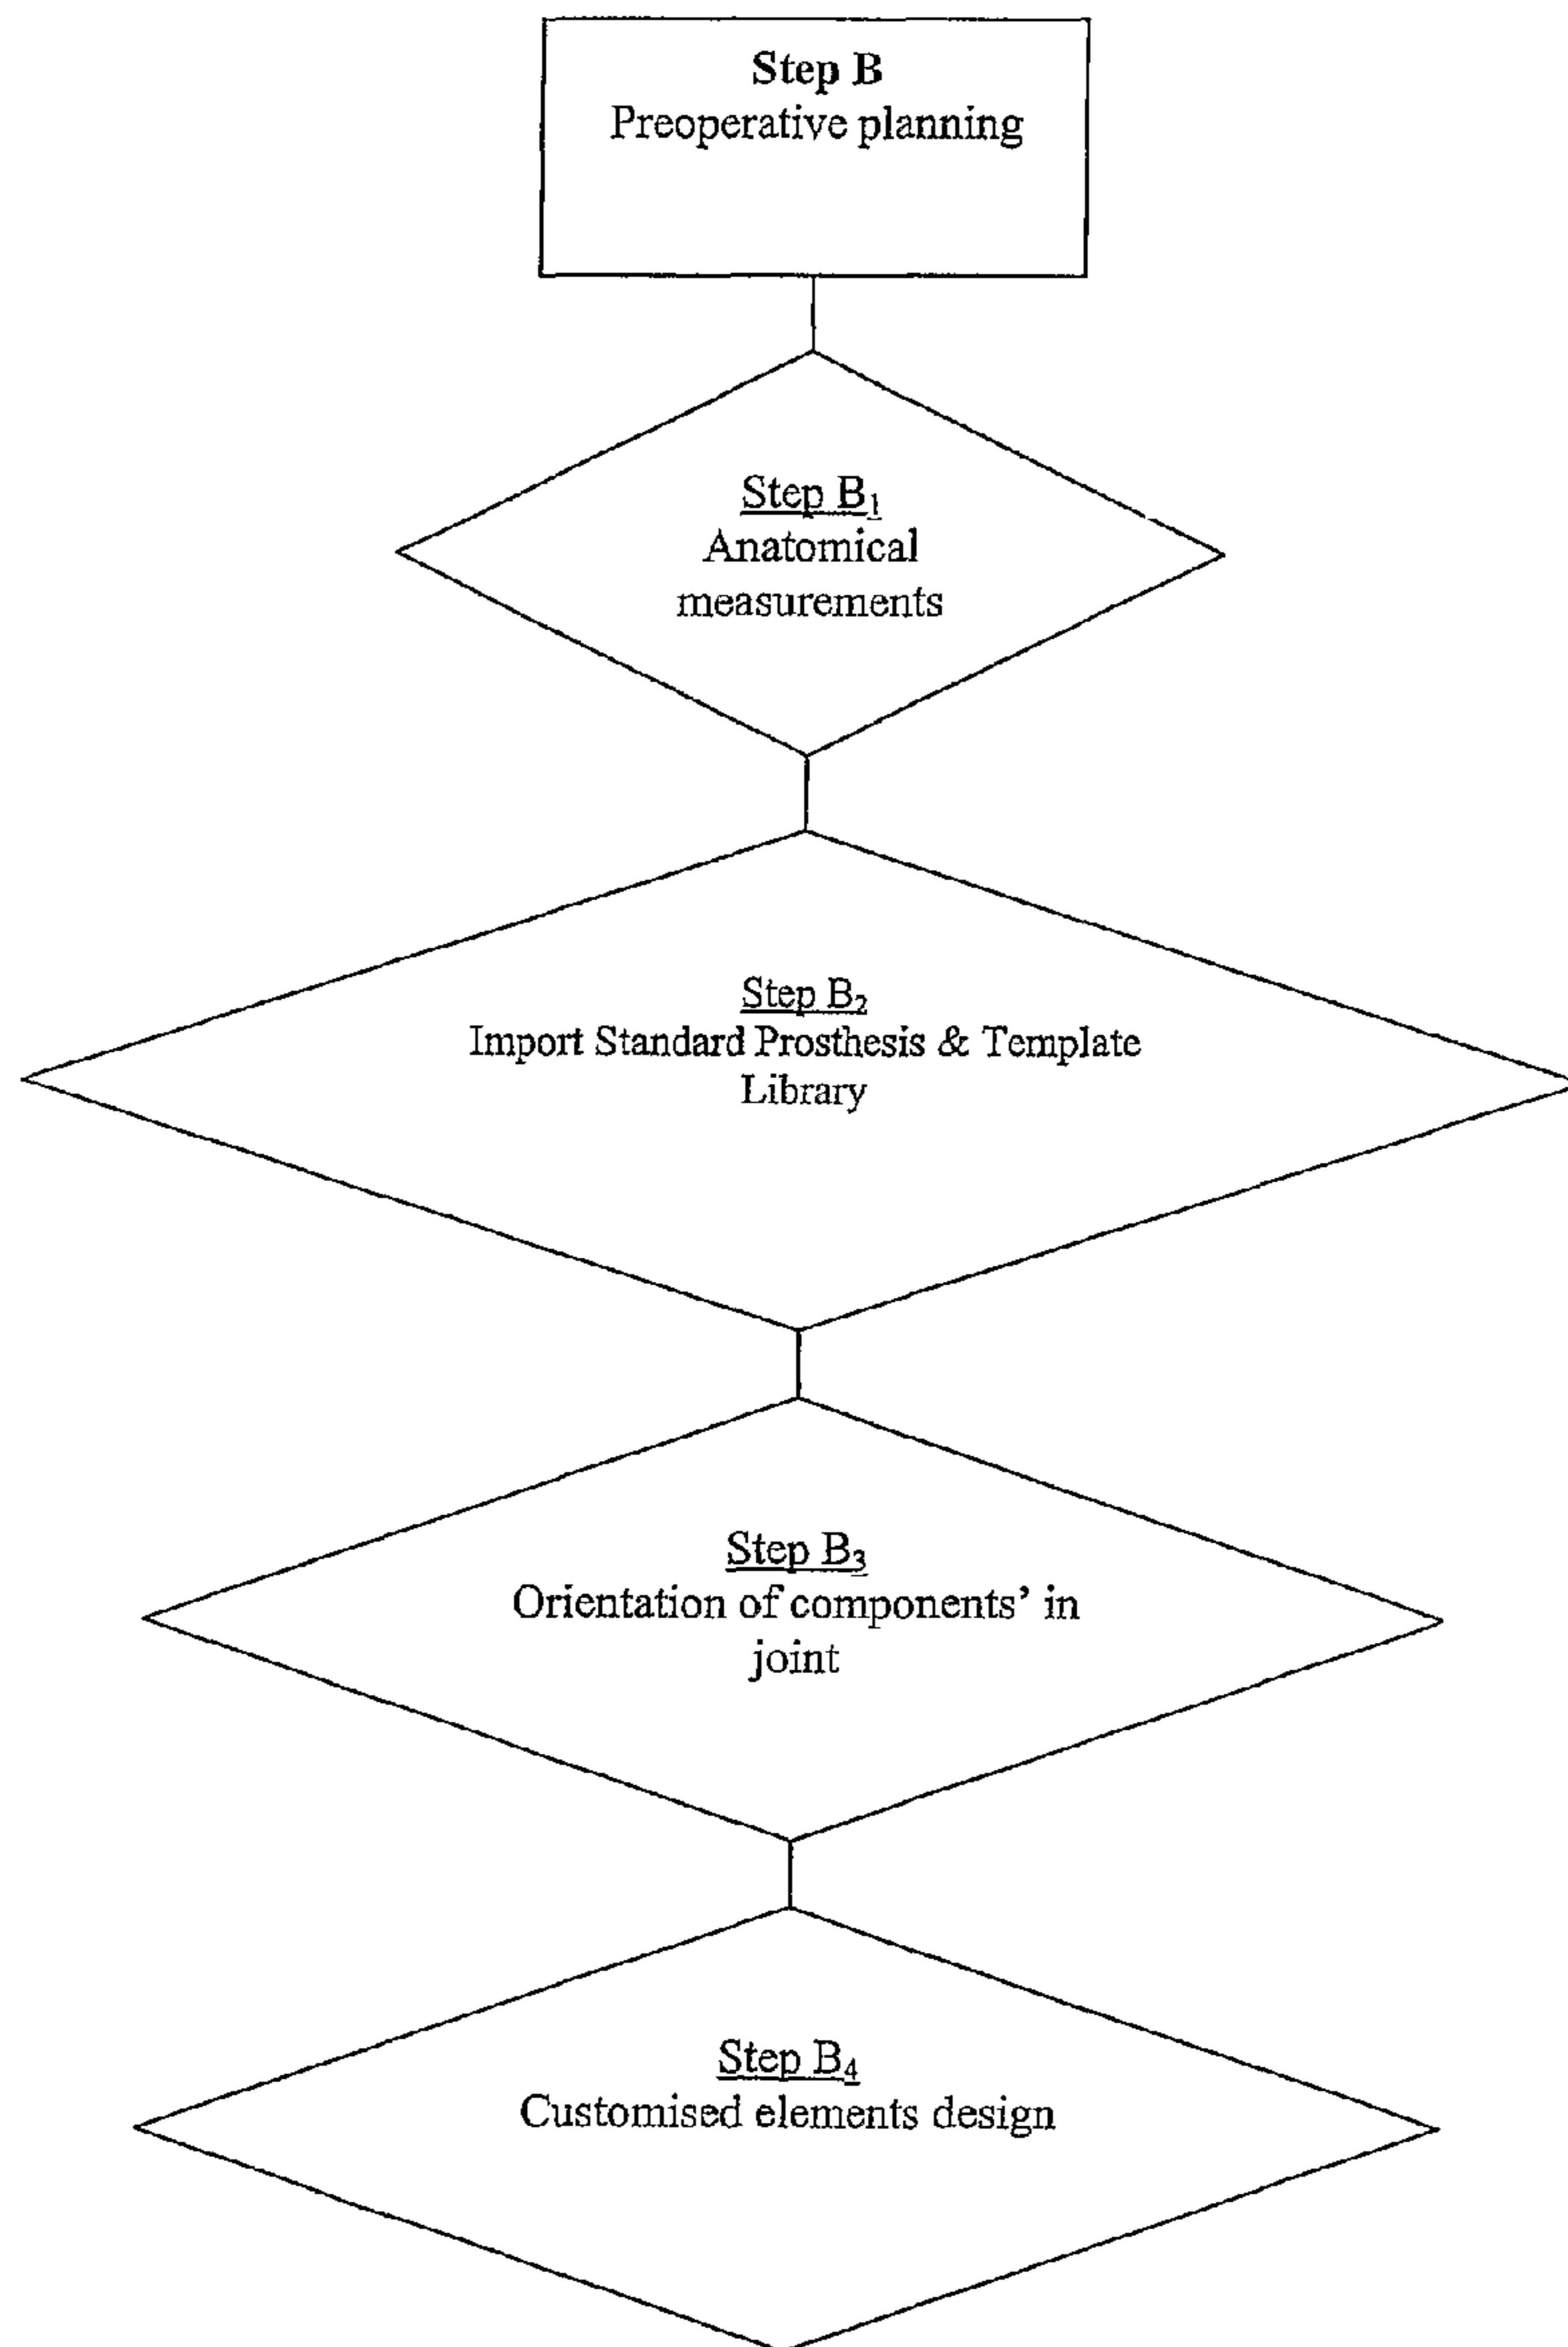 Step B
Preoperative planning
Step B₁
Anatomical
measurements
Step B₂
Import Standard Prosthesis & Template
Library
Step B₃
Orientation of components’ in
joint
Step B₄
Customised elements design